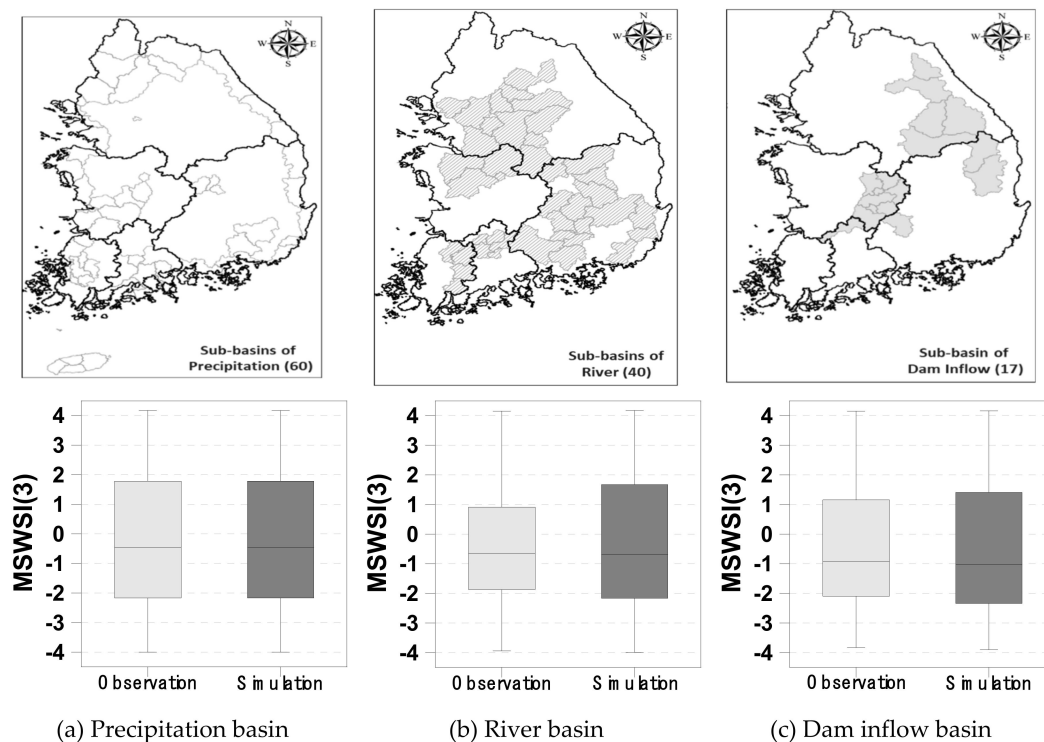 N
W E
S
Sub-basins of
Precipitation (60)
N
W E
S
Sub-basins of
River (40)
N
W E
S
Sub-basin of
Dam Inflow (17)
MSWSI(3)
4
3
2
1
0
-1
-2
-3
-4
Observation Simulation
(a) Precipitation basin
MSWSI(3)
4
3
2
1
0
-1
-2
-3
-4
Observation Simulation
(b) River basin
MSWSI(3)
4
3
2
1
0
-1
-2
-3
-4
Observation Simulation
(c) Dam inflow basin